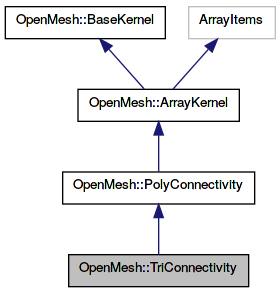 OpenMesh::BaseKernel
ArrayItems
OpenMesh::ArrayKernel
OpenMesh::PolyConnectivity
OpenMesh::TriConnectivity